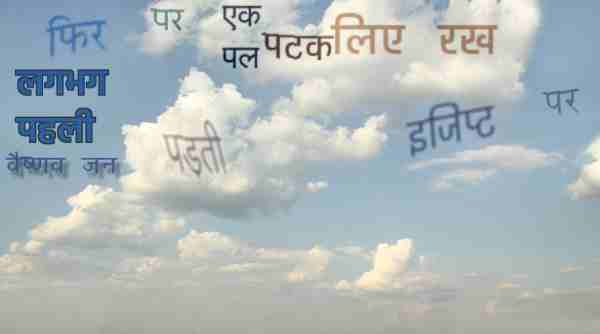 फिर
पर
एक
पल
पटक
लिए रख
लगभग
पहली
वैष्णव जन
पड़ती
इजिप्ट
पर